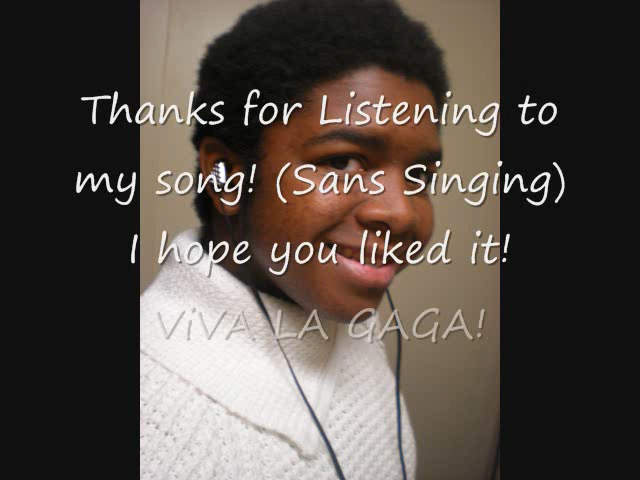 Thanks for Listening to
my song! (Sans Singing)
I hope you liked it!
ViVA LA GAGA!